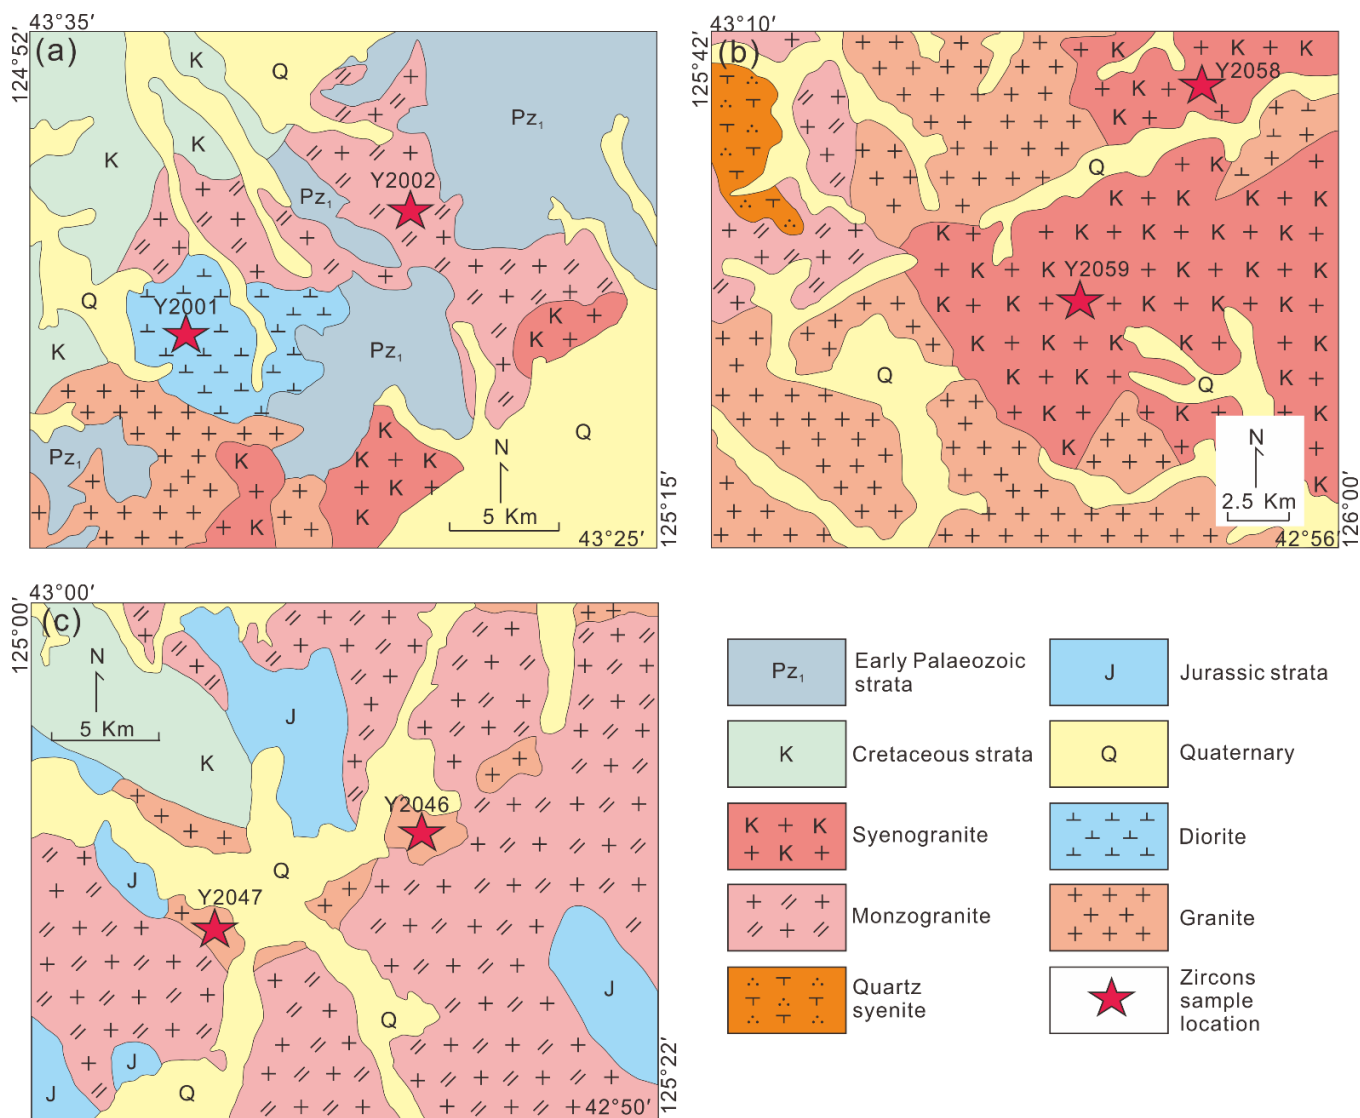 43°35′
124°52′
(a)
K
Q
Pz₁
K
Y2002
Pz₁
Q
Y2001
K
Pz₁
K
K
K
Q
Pz₁
K
K
K
K
K
K
N
5 Km
125°15′
43°25′
43°10′
125°42′
(b)
K K K
Y2058
K K
K
Q
K
K K K K
K K K
Y2059
K K K K K
K K K K
Q
K K
Q
K K
K
K
K
N
2.5 Km
42°56′
126°00′
43°00′
125°00′
(c)
N
5 Km
J
K
Y2046
Q
J
Y2047
J
Q
J
J
Q
125°22′
42°50′
Pz₁
Early Palaeozoic
strata
J
Jurassic strata
K
Cretaceous strata
Q
Quaternary
K K
K
Syenogranite
Diorite
Monzogranite
Granite
Quartz
syenite
Zircons
sample
location